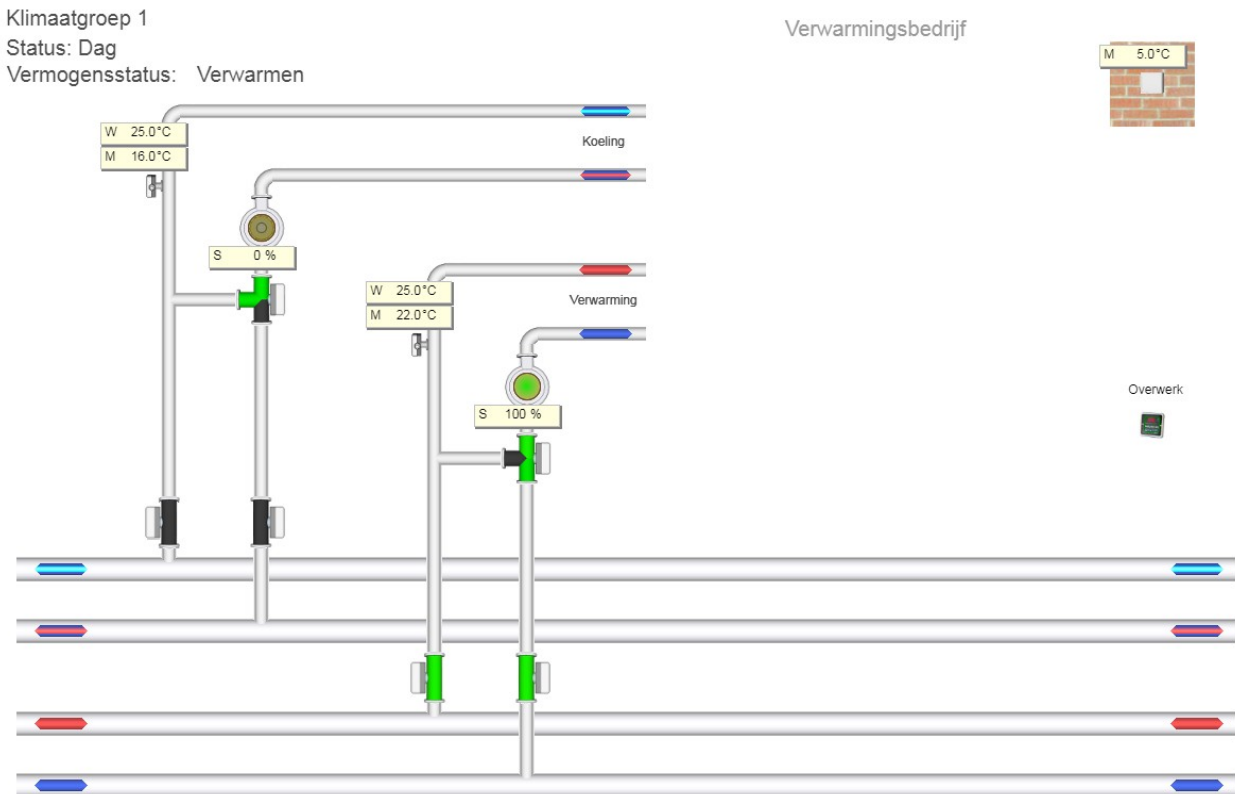 Klimaatgroep 1
Status: Dag
Vermogensstatus: Verwarmen
Verwarmingsbedrijf
M 5.0°C
W 25.0°C
M 16.0°C
Koeling
S 0 %
W 25.0°C
M 22.0°C
Verwarming
S 100 %
Overwerk